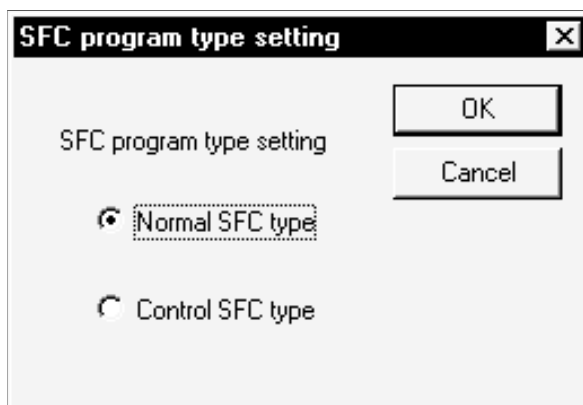 SFC program type setting
OK
SFC program type setting
Cancel
Normal SFC type
Control SFC type